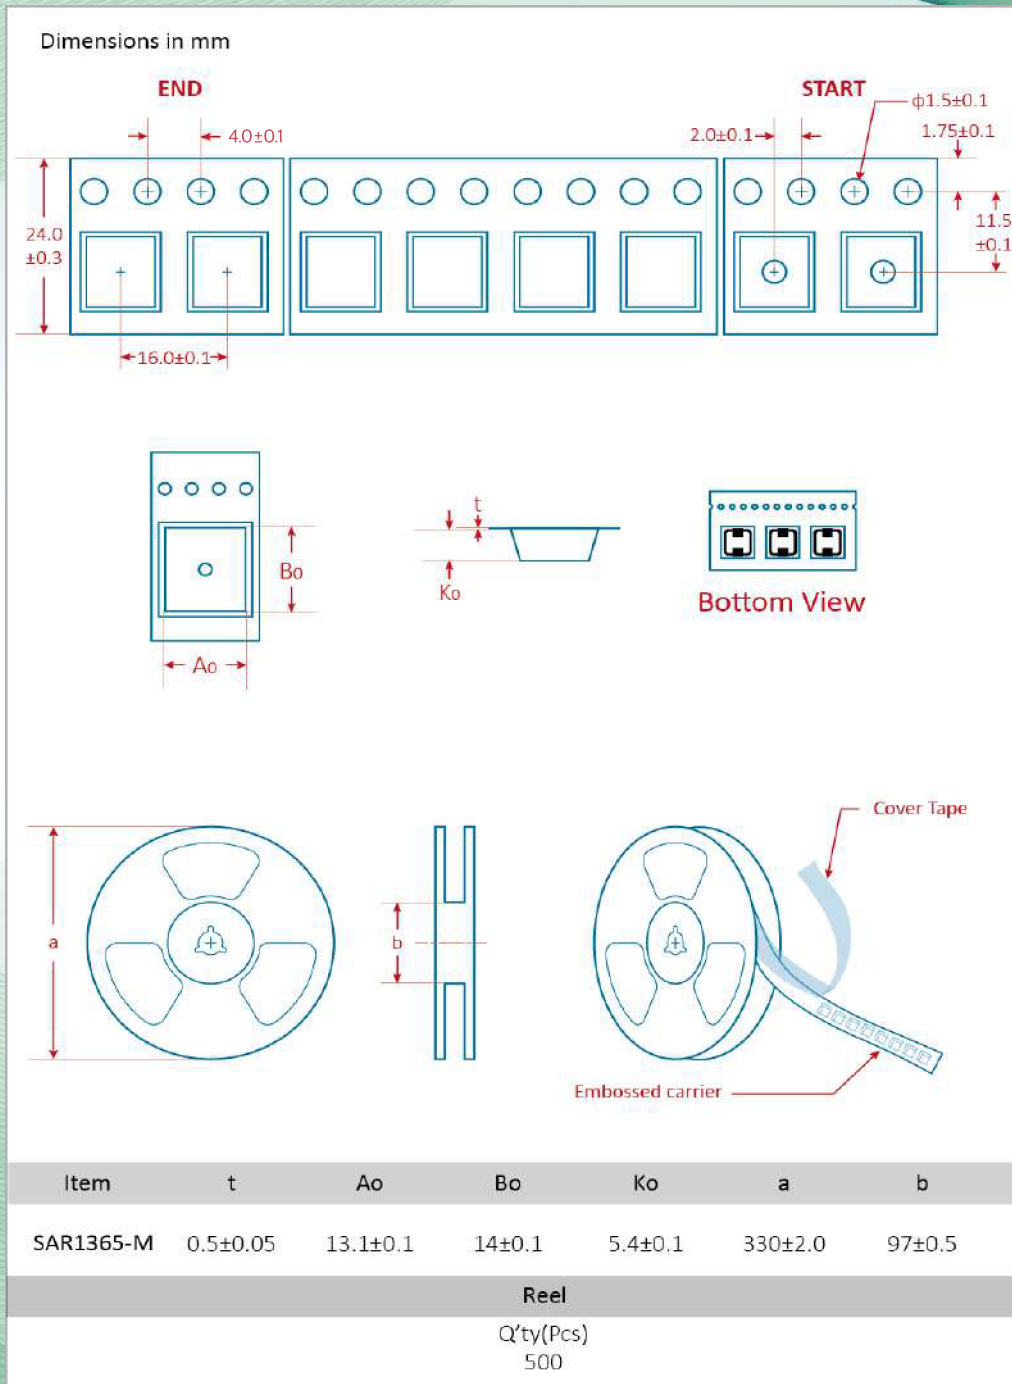 Dimensions in mm
END
START
ϕ1.5±0.1
4.0±0.1
2.0±0.1
1.75±0.1
24.0
±0.3
11.5
±0.1
16.0±0.1
t
Bo
Ko
Ao
Bottom View
Cover Tape
a
b
Embossed carrier
Item t Ao Bo Ko a b
SAR1365-M 0.5±0.05 13.1±0.1 14±0.1 5.4±0.1 330±2.0 97±0.5
Reel
Q'ty(Pcs)
500